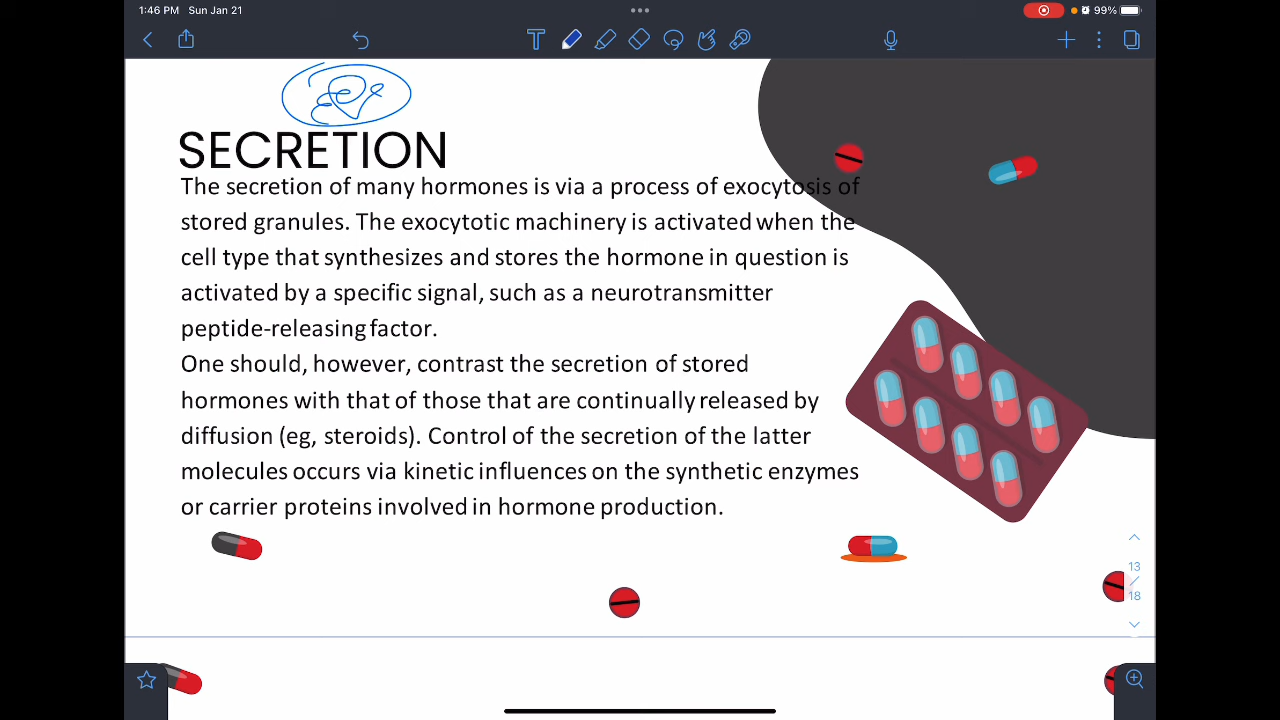 1:46 PM Sun Jan 21
99%
SECRETION
The secretion of many hormones is via a process of exocytosis of
stored granules. The exocytotic machinery is activated when the
cell type that synthesizes and stores the hormone in question is
activated by a specific signal, such as a neurotransmitter
peptide-releasing factor.
One should, however, contrast the secretion of stored
hormones with that of those that are continually released by
diffusion (eg, steroids). Control of the secretion of the latter
molecules occurs via kinetic influences on the synthetic enzymes
or carrier proteins involved in hormone production.
13
/
18